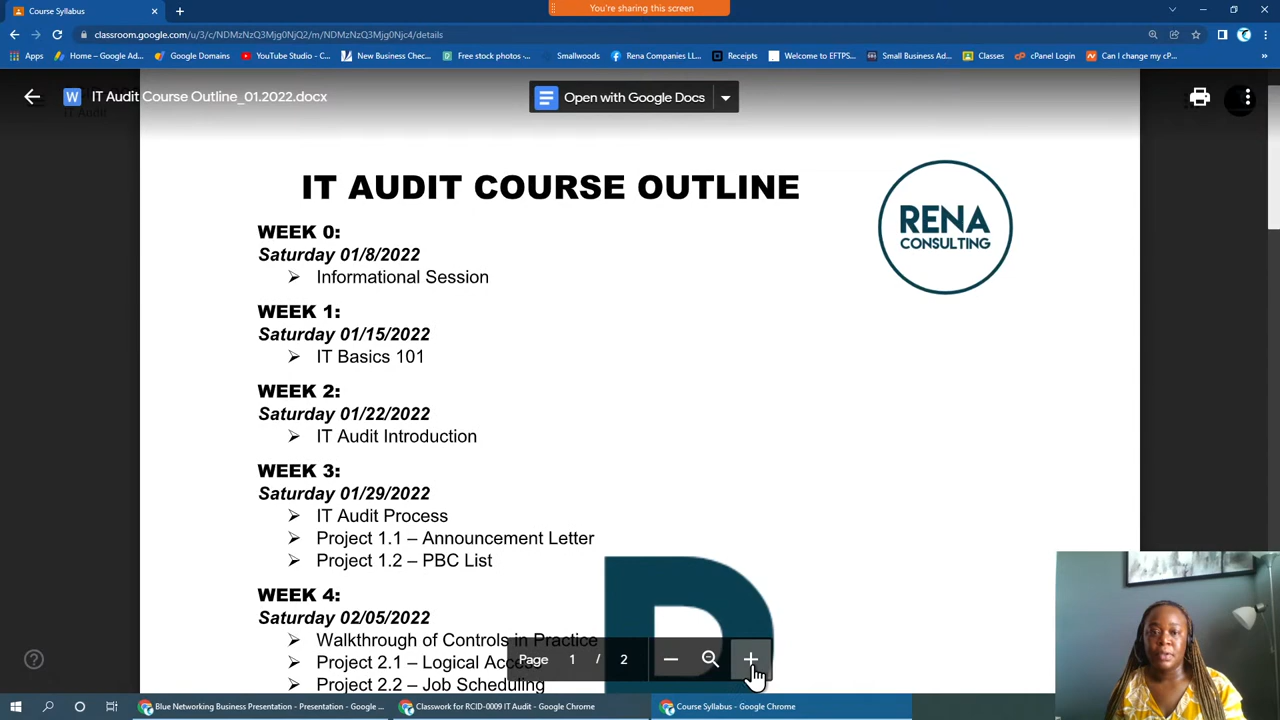 Course Syllabus
You're sharing this screen
classroom.google.com/u/3/c/NDMzNzQ3Mjg0NjQ2/m/NDMzNzQ3Mjg0Njc4/details
Apps
Home – Google Ad...
Google Domains
YouTube Studio - C...
New Business Chec...
Free stock photos -...
Smallwoods
Rena Companies LL...
Receipts
Welcome to EFTPS...
Small Business Ad...
Classes
cPanel Login
Can I change my cP...
IT Audit Course Outline_01.2022.docx
Open with Google Docs
IT Audit
IT AUDIT COURSE OUTLINE
RENA
CONSULTING
WEEK 0:
Saturday 01/8/2022
Informational Session
WEEK 1:
Saturday 01/15/2022
IT Basics 101
WEEK 2:
Saturday 01/22/2022
IT Audit Introduction
WEEK 3:
Saturday 01/29/2022
IT Audit Process
Project 1.1 – Announcement Letter
Project 1.2 – PBC List
WEEK 4:
Saturday 02/05/2022
Walkthrough of Controls in Practice
Project 2.1 – Logical Access
Project 2.2 – Job Scheduling
Page 1 / 2
Blue Networking Business Presentation - Presentation - Google ...
Classwork for RCID-0009 IT Audit - Google Chrome
Course Syllabus - Google Chrome